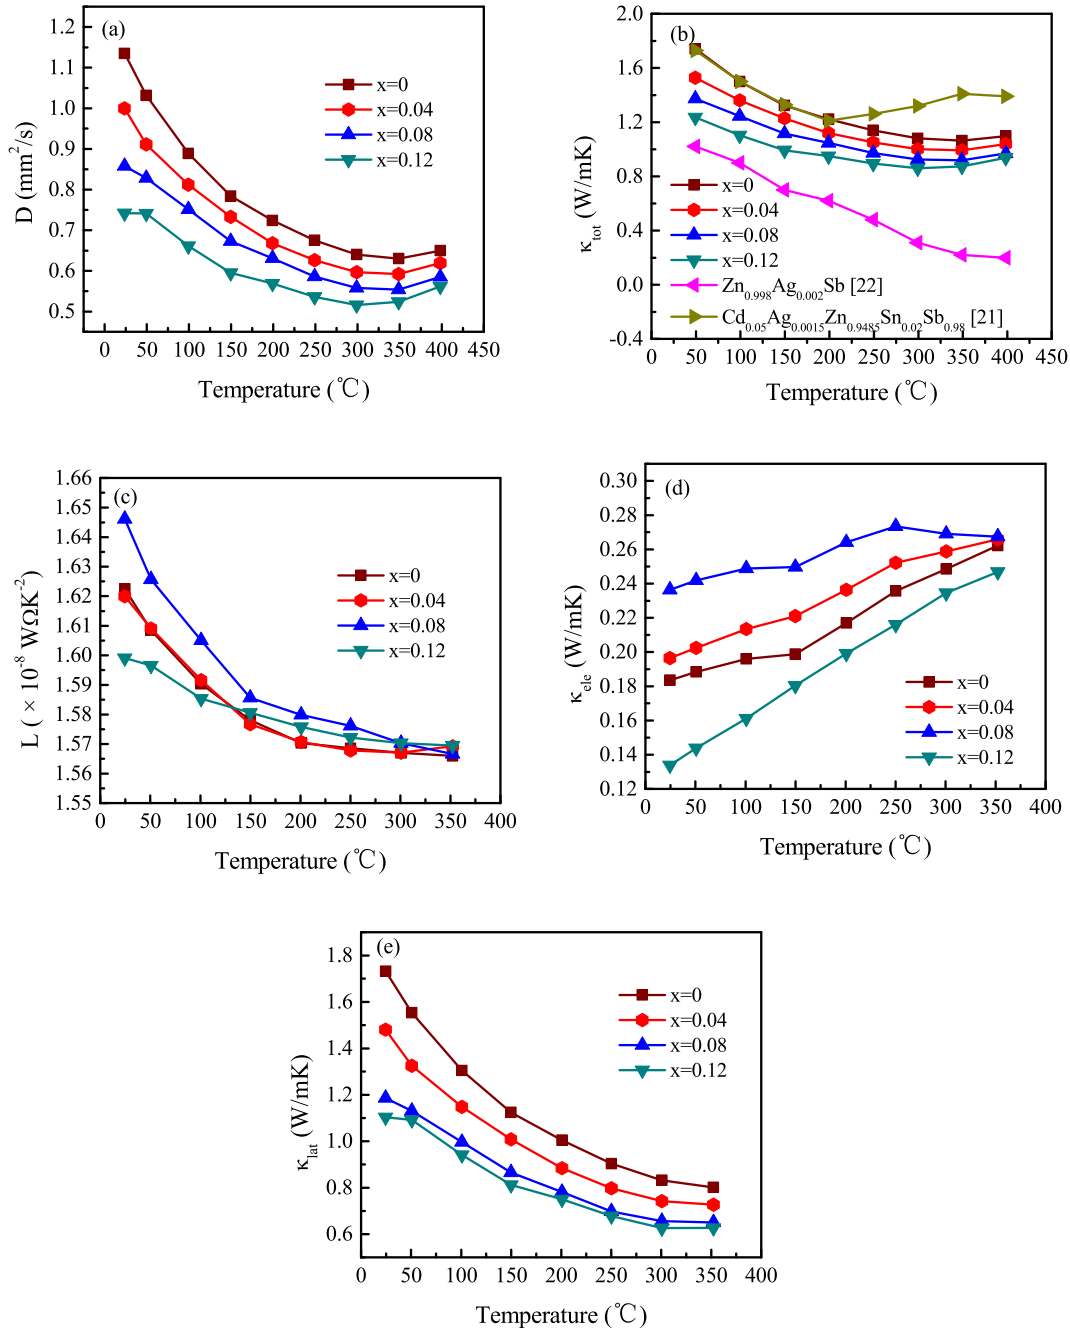 (a)
1.2
1.1
1.0
0.9
0.8
0.7
0.6
0.5
D (mm²/s)
x=0
x=0.04
x=0.08
x=0.12
0 50 100 150 200 250 300 350 400 450
Temperature (℃)
(b)
2.0
1.6
1.2
0.8
0.4
0.0
-0.4
κtot (W/mK)
x=0
x=0.04
x=0.08
x=0.12
Zn0.998Ag0.002Sb [22]
Cd0.05Ag0.0015Zn0.9485Sn0.02Sb0.98 [21]
0 50 100 150 200 250 300 350 400 450
Temperature (℃)
(c)
1.66
1.65
1.64
1.63
1.62
1.61
1.60
1.59
1.58
1.57
1.56
1.55
L ( × 10⁻⁸ WΩK⁻²)
x=0
x=0.04
x=0.08
x=0.12
0 50 100 150 200 250 300 350 400
Temperature (℃)
(d)
0.30
0.28
0.26
0.24
0.22
0.20
0.18
0.16
0.14
0.12
κele (W/mK)
x=0
x=0.04
x=0.08
x=0.12
0 50 100 150 200 250 300 350 400
Temperature (℃)
(e)
1.8
1.6
1.4
1.2
1.0
0.8
0.6
κlat (W/mK)
x=0
x=0.04
x=0.08
x=0.12
0 50 100 150 200 250 300 350 400
Temperature (℃)